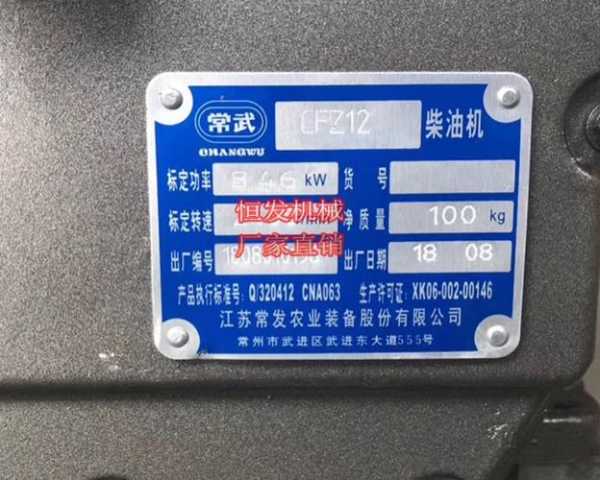 常武 CHANGWU CFZ12 柴油机
标定功率 8.46 kW 货号
恒发机械
标定转速 净质量 100 kg
厂家直销
出厂编号 出厂日期 18 08
产品执行标准号: Q/320412 CNA063 生产许可证: XK06-002-00146
江苏常发农业装备股份有限公司
常州市武进区武进东大道555号